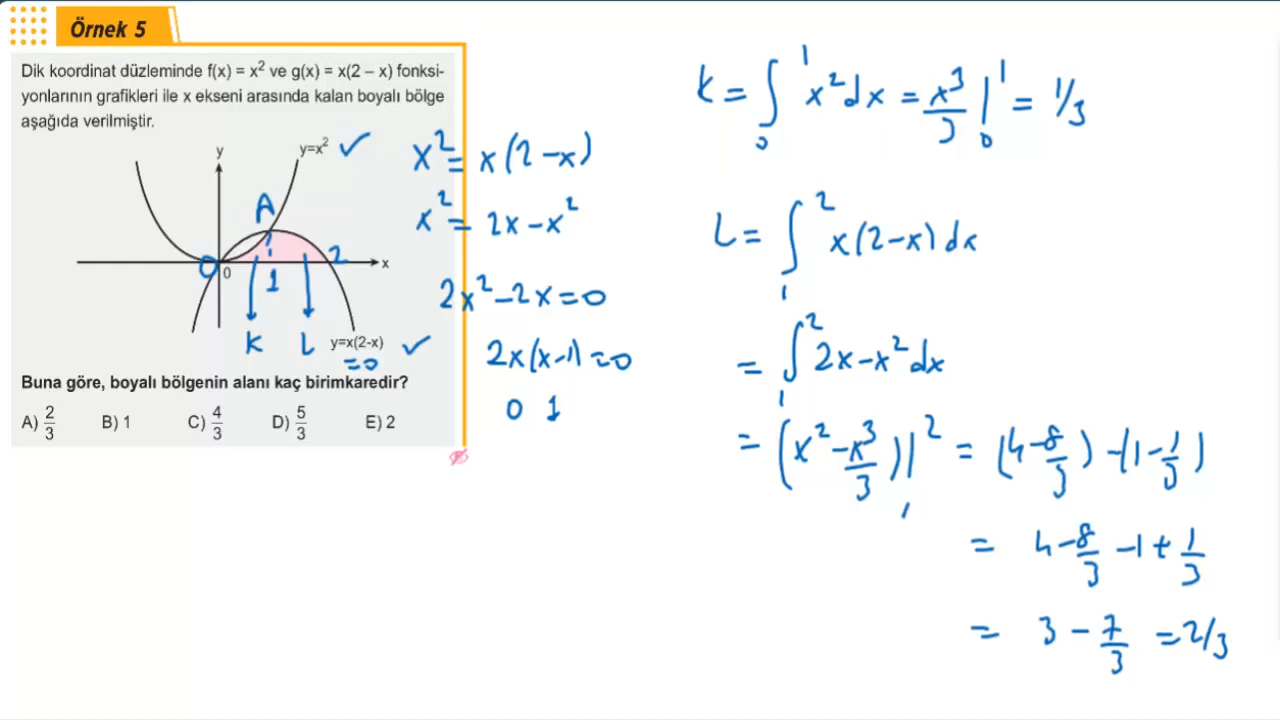 Örnek 5
Dik koordinat düzleminde f(x) = x² ve g(x) = x(2 – x) fonksi-
yonlarının grafikleri ile x ekseni arasında kalan boyalı bölge
aşağıda verilmiştir.
y
y=x² ✓
A
O
0
1
2
x
K
L
y=x(2-x) ✓
=0
Buna göre, boyalı bölgenin alanı kaç birimkaredir?
A) 2/3 B) 1 C) 4/3 D) 5/3 E) 2
x² = x(2-x)
x² = 2x-x²
2x²-2x=0
2x(x-1)=0
0 1
K = ∫₀¹ x² dx = x³/3 |₀¹ = 1/3
L = ∫₁² x(2-x) dx
= ∫₁² 2x-x² dx
= (x²-x³/3)|₁² = (4-8/3)-(1-1/3)
= 4-8/3-1+1/3
= 3-7/3 = 2/3